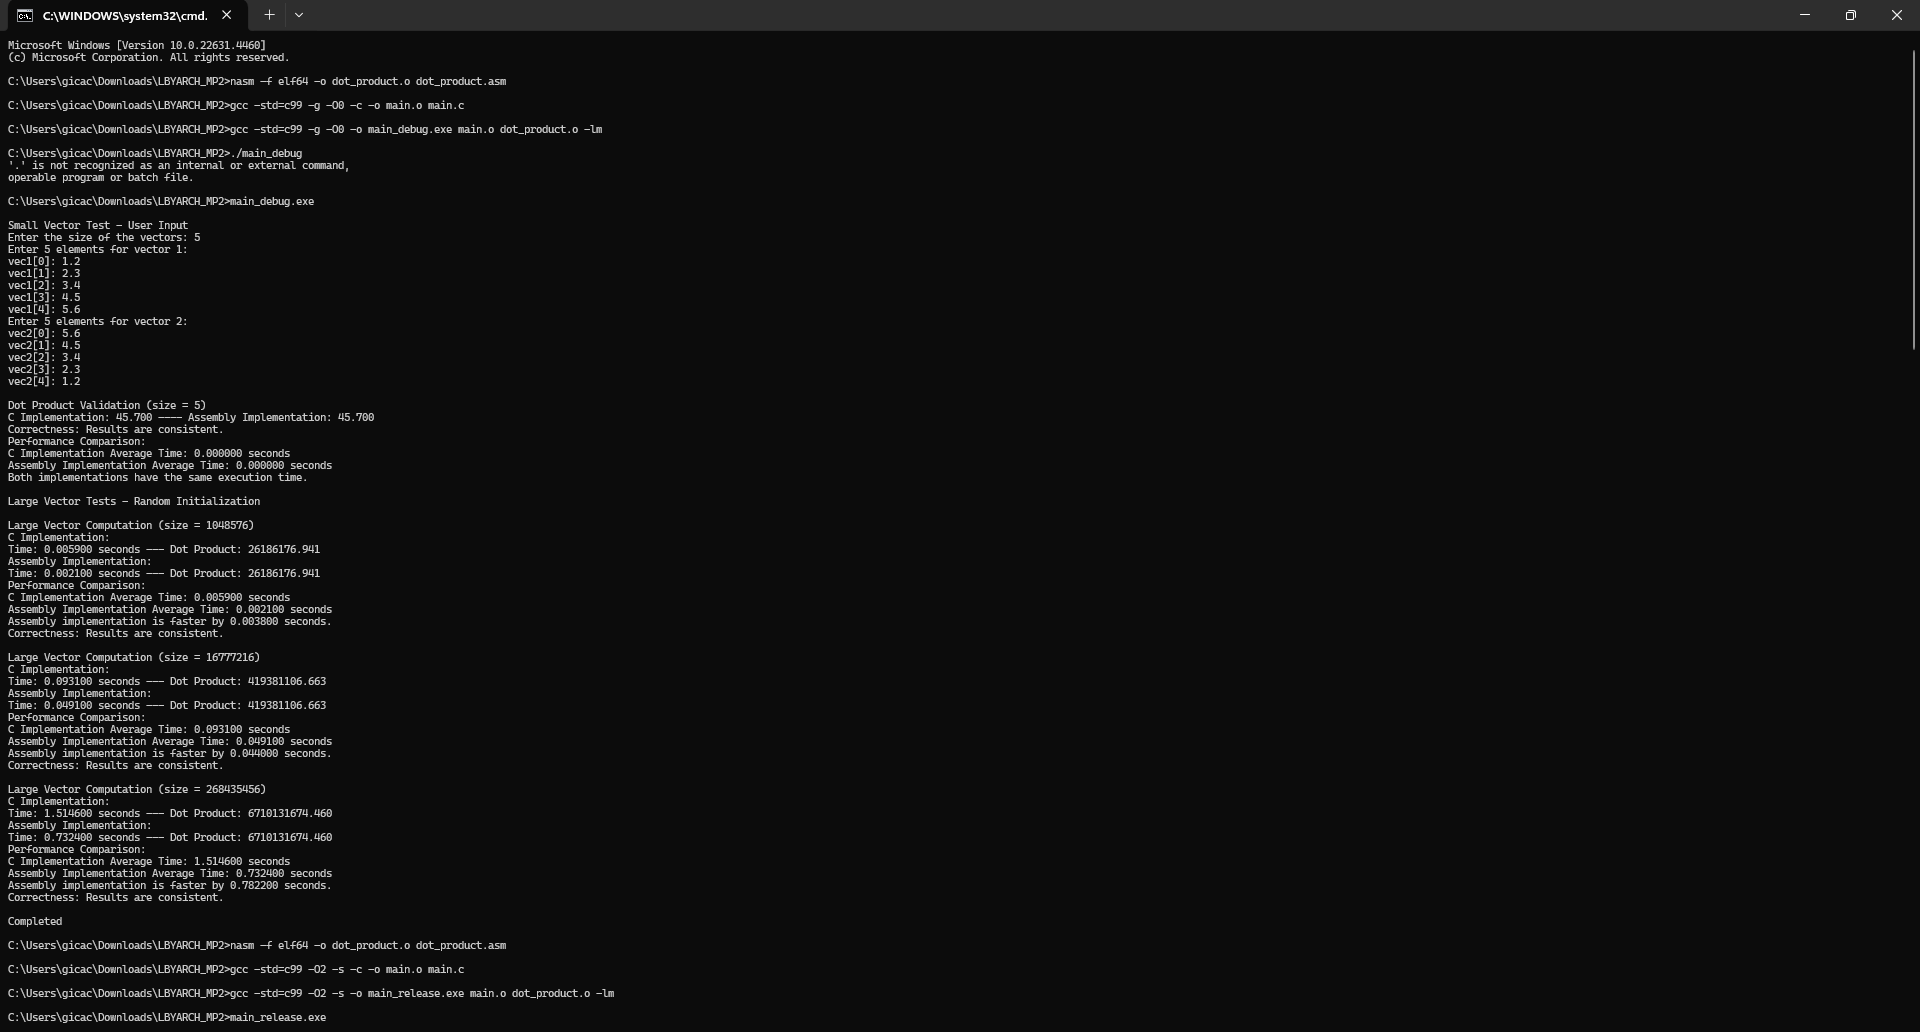 C:\WINDOWS\system32\cmd.
Microsoft Windows [Version 10.0.22631.4460]
(c) Microsoft Corporation. All rights reserved.
C:\Users\gicac\Downloads\LBYARCH_MP2>nasm -f elf64 -o dot_product.o dot_product.asm
C:\Users\gicac\Downloads\LBYARCH_MP2>gcc -std=c99 -g -O0 -c -o main.o main.c
C:\Users\gicac\Downloads\LBYARCH_MP2>gcc -std=c99 -g -O0 -o main_debug.exe main.o dot_product.o -lm
C:\Users\gicac\Downloads\LBYARCH_MP2>./main_debug
'.' is not recognized as an internal or external command,
operable program or batch file.
C:\Users\gicac\Downloads\LBYARCH_MP2>main_debug.exe
Small Vector Test - User Input
Enter the size of the vectors: 5
Enter 5 elements for vector 1:
vec1[0]: 1.2
vec1[1]: 2.3
vec1[2]: 3.4
vec1[3]: 4.5
vec1[4]: 5.6
Enter 5 elements for vector 2:
vec2[0]: 5.6
vec2[1]: 4.5
vec2[2]: 3.4
vec2[3]: 2.3
vec2[4]: 1.2
Dot Product Validation (size = 5)
C Implementation: 45.700 ---- Assembly Implementation: 45.700
Correctness: Results are consistent.
Performance Comparison:
C Implementation Average Time: 0.000000 seconds
Assembly Implementation Average Time: 0.000000 seconds
Both implementations have the same execution time.
Large Vector Tests - Random Initialization
Large Vector Computation (size = 1048576)
C Implementation:
Time: 0.005900 seconds --- Dot Product: 26186176.941
Assembly Implementation:
Time: 0.002100 seconds --- Dot Product: 26186176.941
Performance Comparison:
C Implementation Average Time: 0.005900 seconds
Assembly Implementation Average Time: 0.002100 seconds
Assembly implementation is faster by 0.003800 seconds.
Correctness: Results are consistent.
Large Vector Computation (size = 16777216)
C Implementation:
Time: 0.093100 seconds --- Dot Product: 419381106.663
Assembly Implementation:
Time: 0.049100 seconds --- Dot Product: 419381106.663
Performance Comparison:
C Implementation Average Time: 0.093100 seconds
Assembly Implementation Average Time: 0.049100 seconds
Assembly implementation is faster by 0.044000 seconds.
Correctness: Results are consistent.
Large Vector Computation (size = 268435456)
C Implementation:
Time: 1.514600 seconds --- Dot Product: 6710131674.460
Assembly Implementation:
Time: 0.732400 seconds --- Dot Product: 6710131674.460
Performance Comparison:
C Implementation Average Time: 1.514600 seconds
Assembly Implementation Average Time: 0.732400 seconds
Assembly implementation is faster by 0.782200 seconds.
Correctness: Results are consistent.
Completed
C:\Users\gicac\Downloads\LBYARCH_MP2>nasm -f elf64 -o dot_product.o dot_product.asm
C:\Users\gicac\Downloads\LBYARCH_MP2>gcc -std=c99 -O2 -s -c -o main.o main.c
C:\Users\gicac\Downloads\LBYARCH_MP2>gcc -std=c99 -O2 -s -o main_release.exe main.o dot_product.o -lm
C:\Users\gicac\Downloads\LBYARCH_MP2>main_release.exe